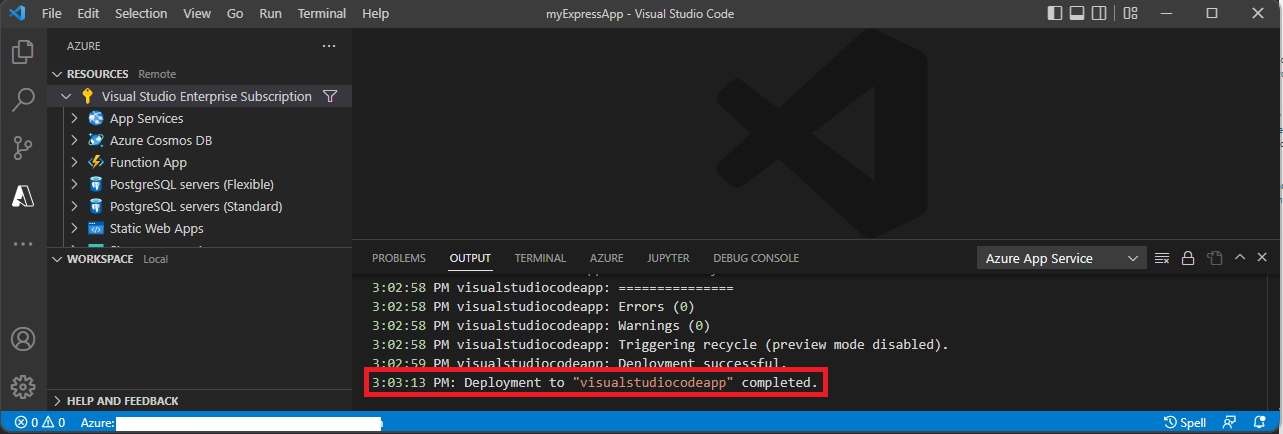 File Edit Selection View Go Run Terminal Help myExpressApp - Visual Studio Code
AZURE
RESOURCES Remote
Visual Studio Enterprise Subscription
App Services
Azure Cosmos DB
Function App
PostgreSQL servers (Flexible)
PostgreSQL servers (Standard)
Static Web Apps
WORKSPACE Local
HELP AND FEEDBACK
PROBLEMS OUTPUT TERMINAL AZURE JUPYTER DEBUG CONSOLE Azure App Service
3:02:58 PM visualstudiocodeapp: ===============
3:02:58 PM visualstudiocodeapp: Errors (0)
3:02:58 PM visualstudiocodeapp: Warnings (0)
3:02:58 PM visualstudiocodeapp: Triggering recycle (preview mode disabled).
3:02:59 PM visualstudiocodeapp: Deployment successful.
3:03:13 PM: Deployment to "visualstudiocodeapp" completed.
0 0 Azure: Spell